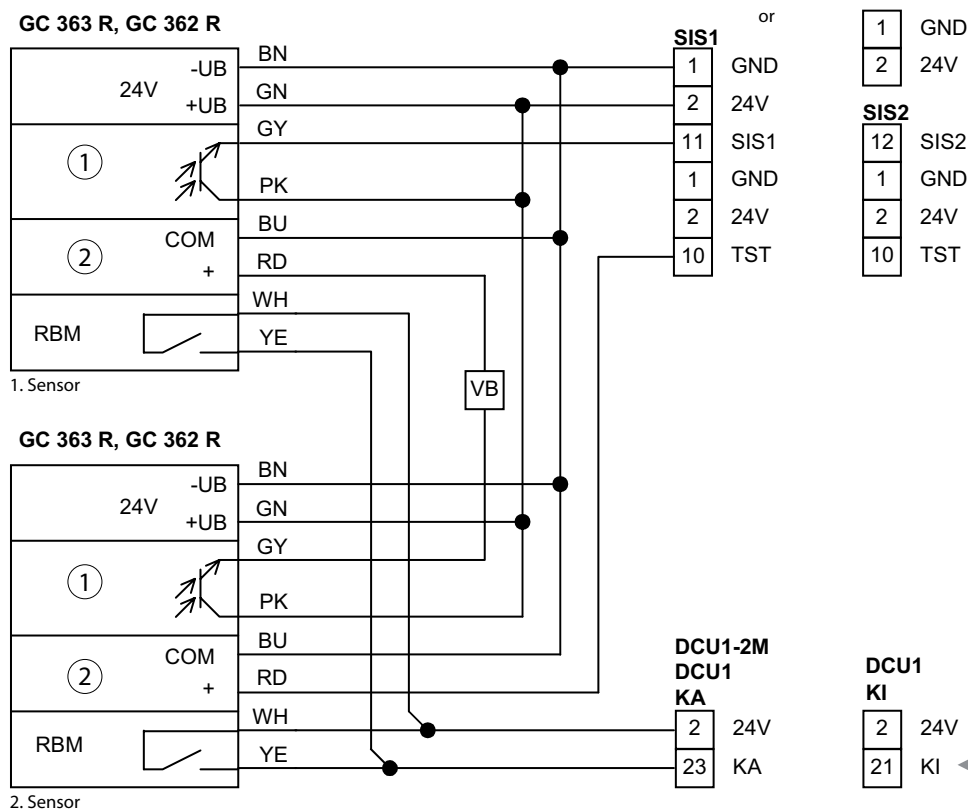 or
GC 363 R, GC 362 R
24V
-UB
+UB
1
2
COM
+
RBM
BN
GN
GY
PK
BU
RD
WH
YE
1. Sensor
VB
SIS1
1 GND
2 24V
11 SIS1
1 GND
2 24V
10 TST
1 GND
2 24V
SIS2
12 SIS2
1 GND
2 24V
10 TST
GC 363 R, GC 362 R
24V
-UB
+UB
1
2
COM
+
RBM
BN
GN
GY
PK
BU
RD
WH
YE
2. Sensor
DCU1-2M
DCU1
KA
2 24V
23 KA
DCU1
KI
2 24V
21 KI